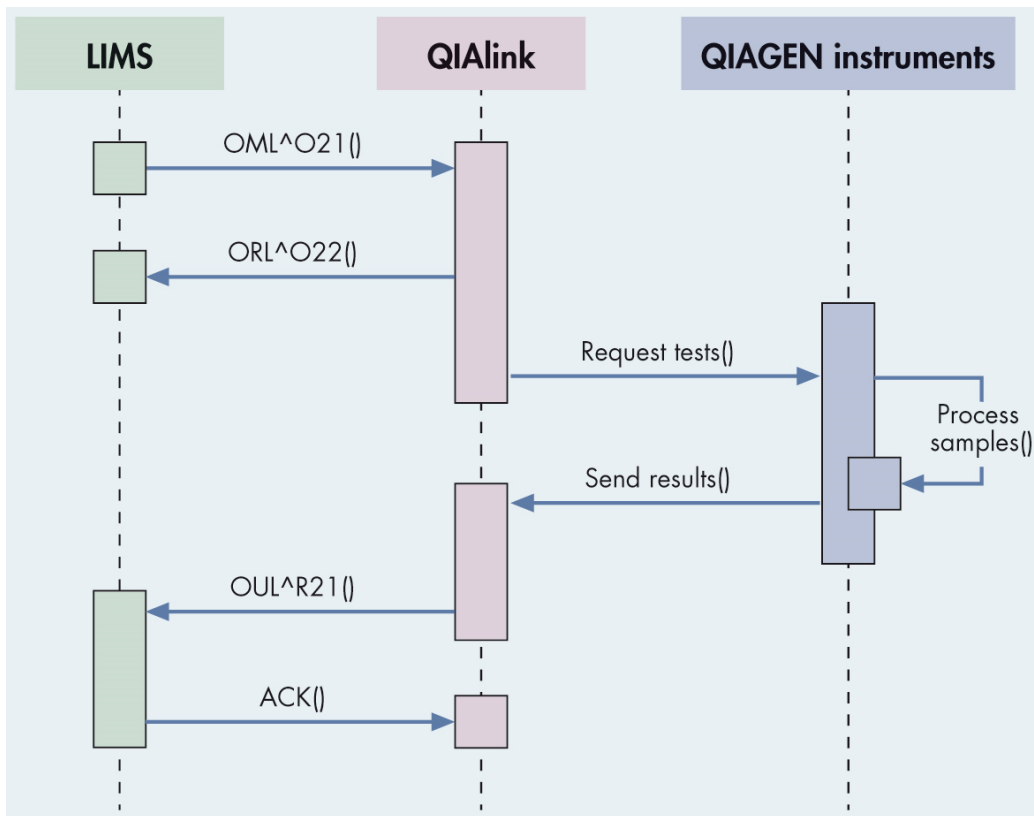 LIMS
QIAlink
QIAGEN instruments
OML^O21()
ORL^O22()
Request tests()
Process
samples()
Send results()
OUL^R21()
ACK()